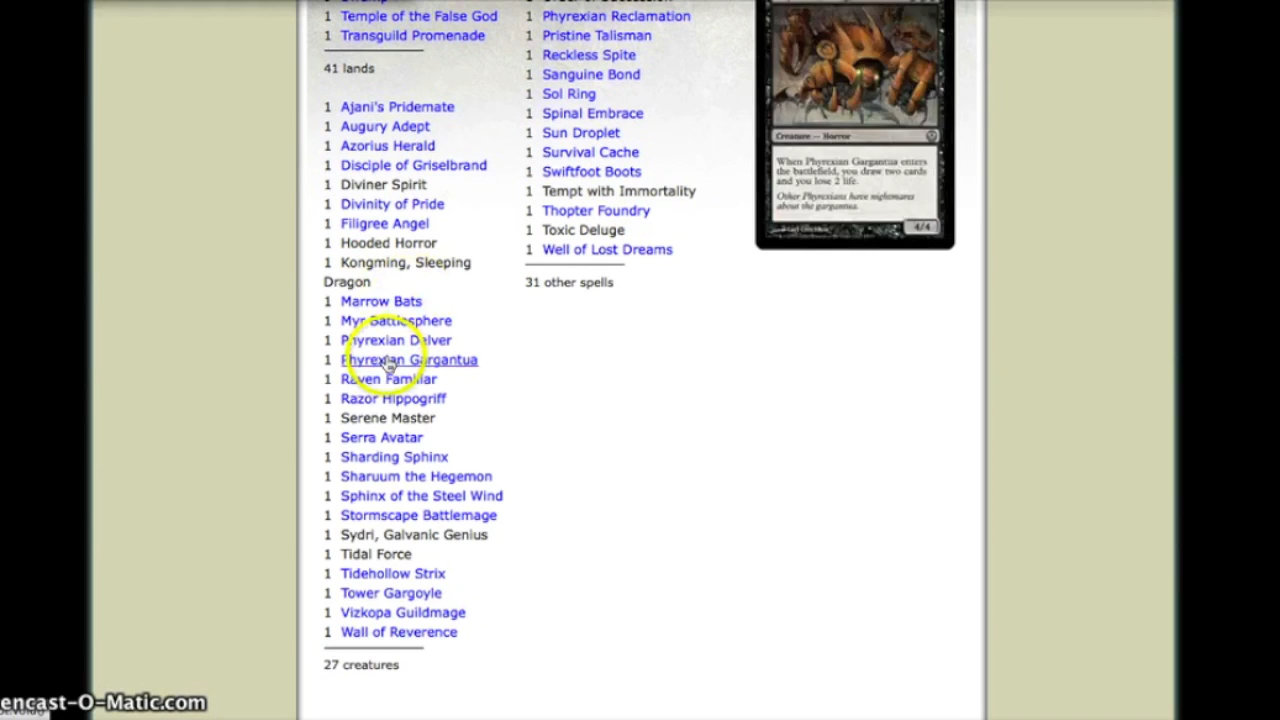 1 Temple of the False God
1 Transguild Promenade
41 lands
1 Ajani's Pridemate
1 Augury Adept
1 Azorius Herald
1 Disciple of Griselbrand
1 Diviner Spirit
1 Divinity of Pride
1 Filigree Angel
1 Hooded Horror
1 Kongming, Sleeping
Dragon
1 Marrow Bats
1 Myr Battlesphere
1 Phyrexian Delver
1 Phyrexian Gargantua
1 Raven Familiar
1 Razor Hippogriff
1 Serene Master
1 Serra Avatar
1 Sharding Sphinx
1 Sharuum the Hegemon
1 Sphinx of the Steel Wind
1 Stormscape Battlemage
1 Sydri, Galvanic Genius
1 Tidal Force
1 Tidehollow Strix
1 Tower Gargoyle
1 Vizkopa Guildmage
1 Wall of Reverence
27 creatures
1 Phyrexian Reclamation
1 Pristine Talisman
1 Reckless Spite
1 Sanguine Bond
1 Sol Ring
1 Spinal Embrace
1 Sun Droplet
1 Survival Cache
1 Swiftfoot Boots
1 Tempt with Immortality
1 Thopter Foundry
1 Toxic Deluge
1 Well of Lost Dreams
31 other spells
Creature — Horror
When Phyrexian Gargantua enters
the battlefield, you draw two cards
and you lose 2 life.
Other Phyrexians have nightmares
about the gargantua.
4/4
encast-O-Matic.com